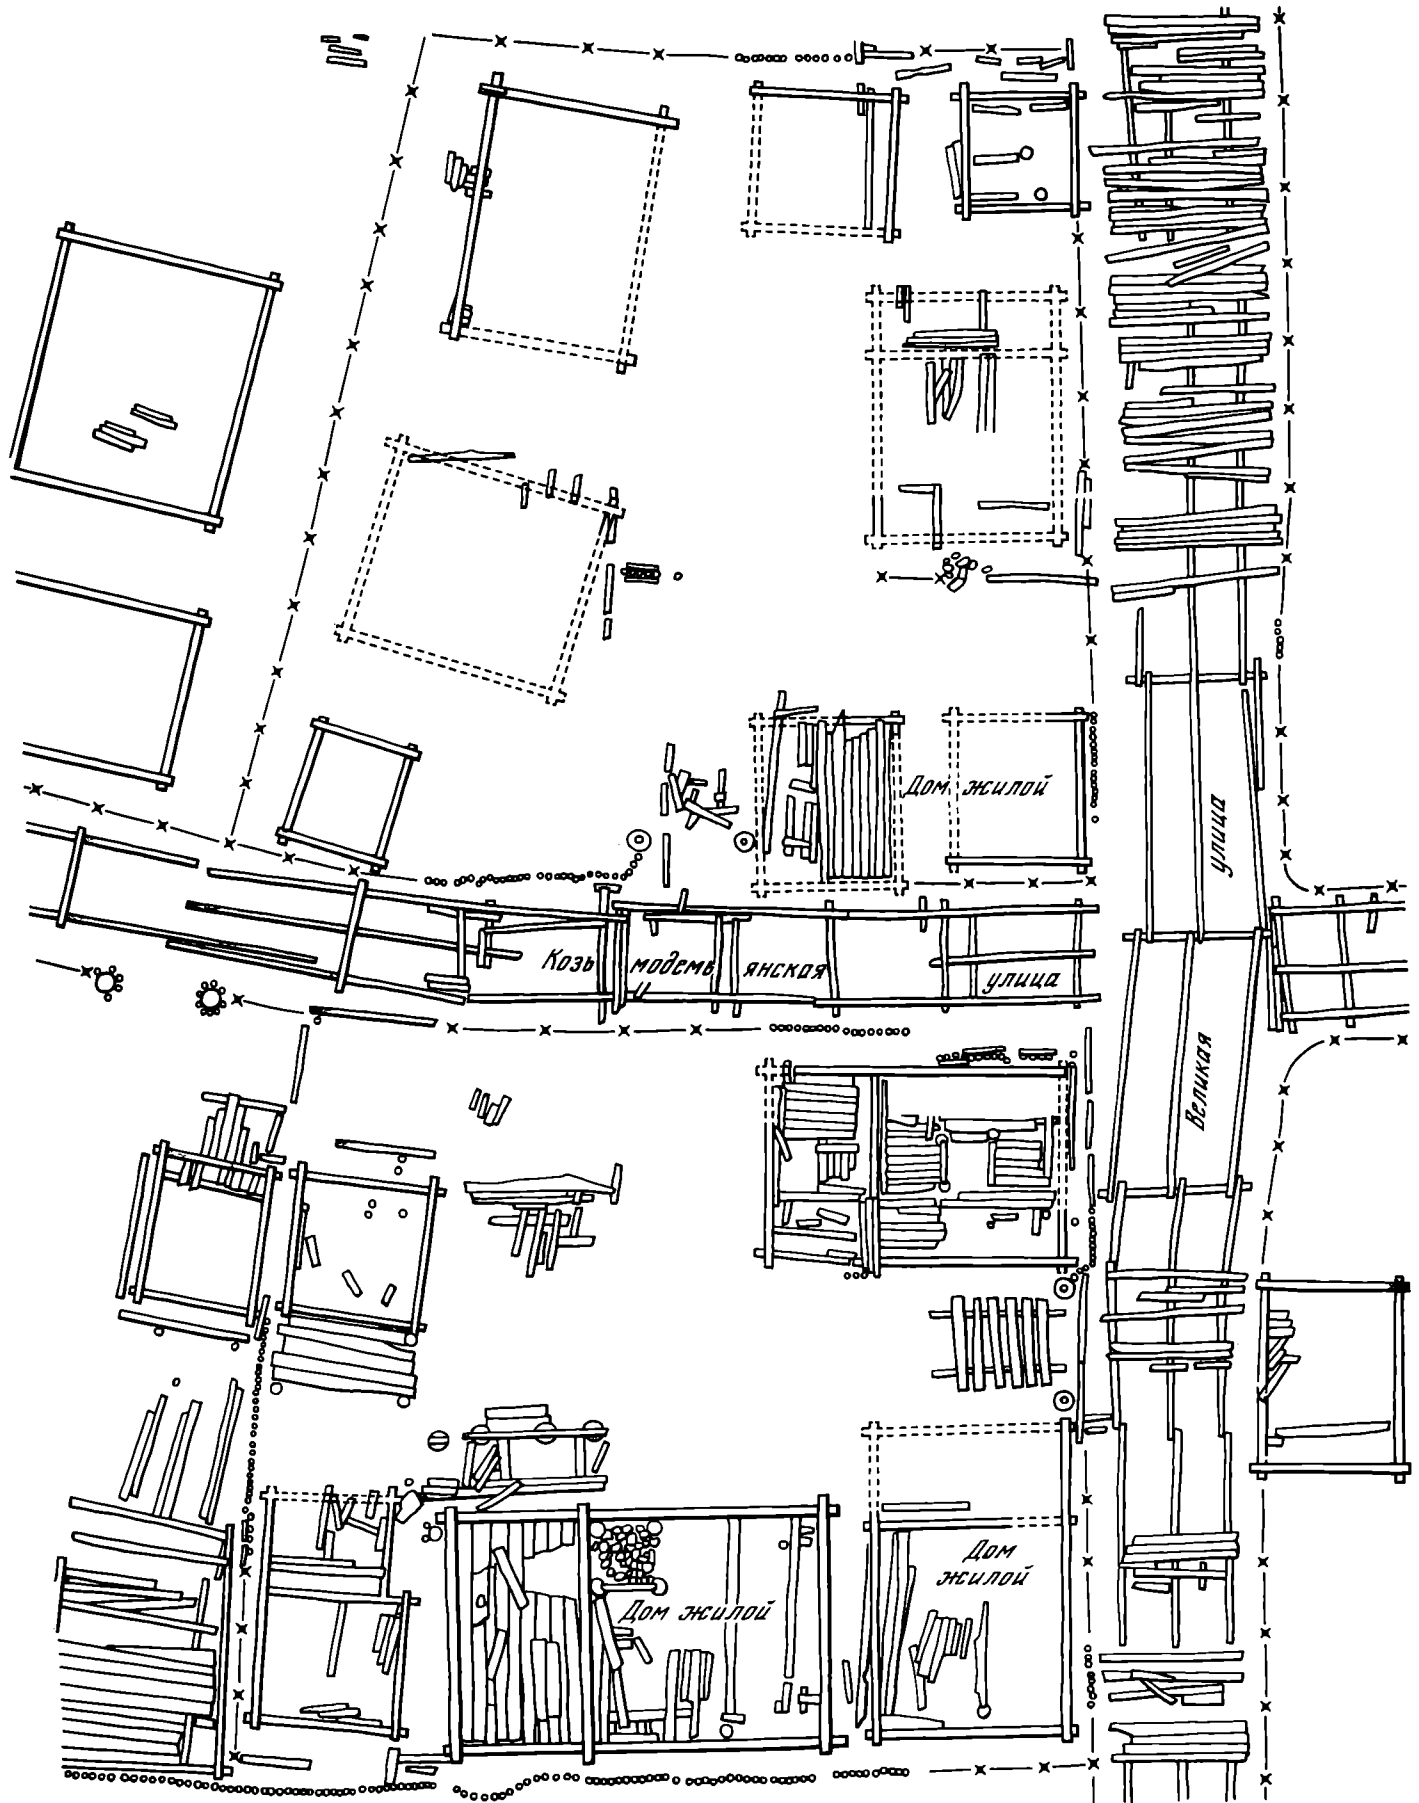 Дом жилой
улица
Козь модемь янская улица
Великая
Дом
жилой
Дом жилой